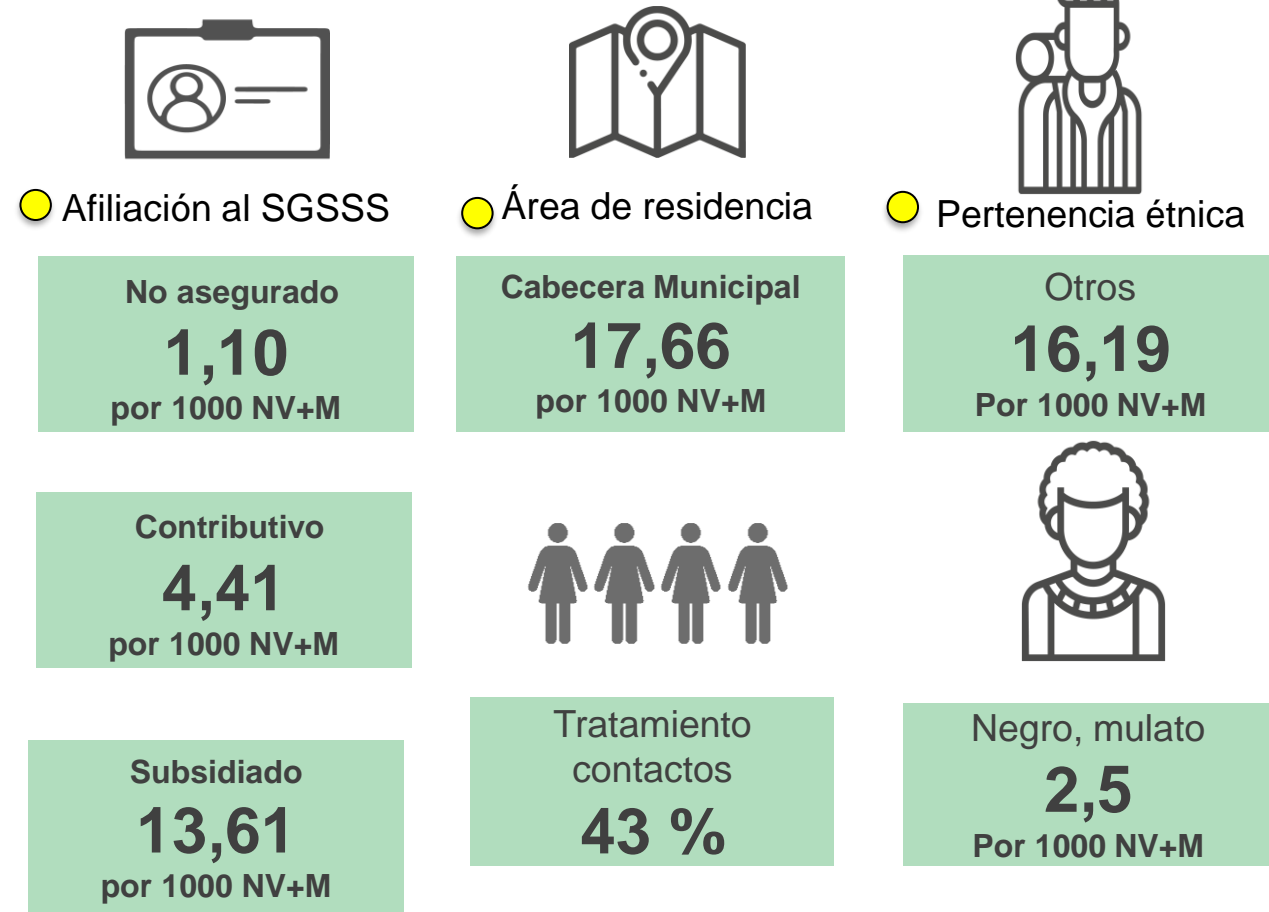 Afiliación al SGSSS
No asegurado
1,10
por 1000 NV+M
Contributivo
4,41
por 1000 NV+M
Subsidiado
13,61
por 1000 NV+M
Área de residencia
Cabecera Municipal
17,66
por 1000 NV+M
Tratamiento
contactos
43 %
Pertenencia étnica
Otros
16,19
Por 1000 NV+M
Negro, mulato
2,5
Por 1000 NV+M